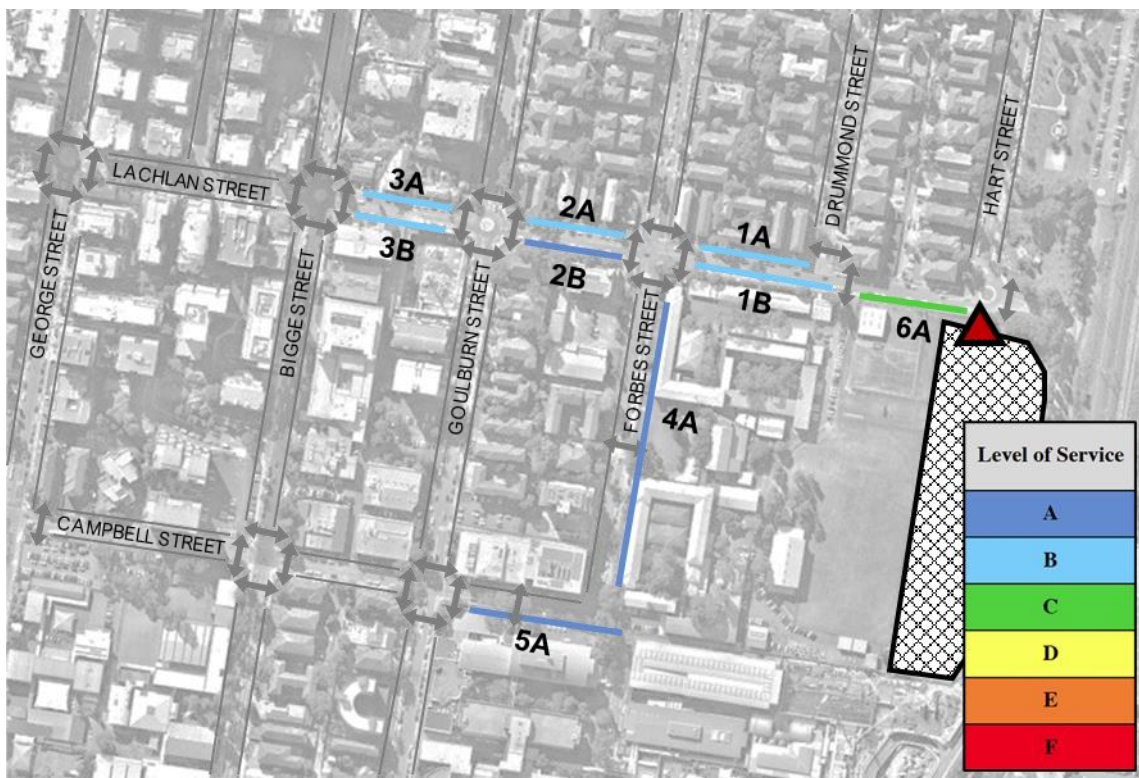 DRUMMOND STREET
HART STREET
LACHLAN STREET
3A
2A
1A
3B
2B
1B
6A
GEORGE STREET
BIGGE STREET
GOULBURN STREET
FORBES STREET
4A
CAMPBELL STREET
5A
Level of Service
A
B
C
D
E
F